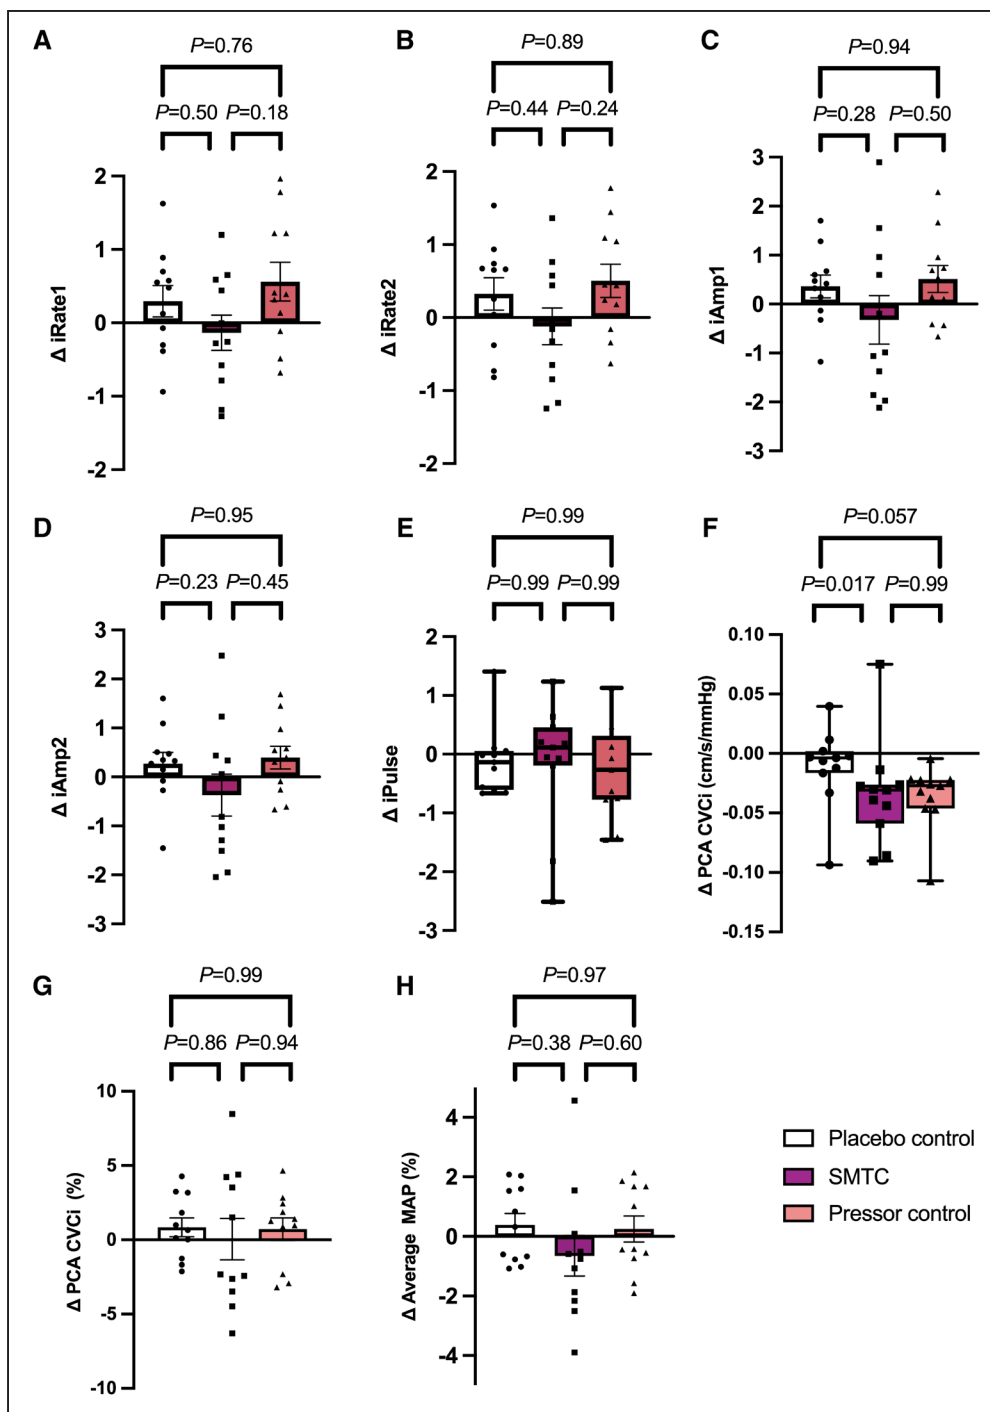 A
P=0.76
P=0.50 P=0.18
Δ iRate1
2
1
0
-1
-2
B
P=0.89
P=0.44 P=0.24
Δ iRate2
2
1
0
-1
-2
C
P=0.94
P=0.28 P=0.50
Δ iAmp1
3
2
1
0
-1
-2
-3
D
P=0.95
P=0.23 P=0.45
Δ iAmp2
3
2
1
0
-1
-2
-3
E
P=0.99
P=0.99 P=0.99
Δ iPulse
2
1
0
-1
-2
-3
F
P=0.057
P=0.017 P=0.99
Δ PCA CVCi (cm/s/mmHg)
0.10
0.05
0.00
-0.05
-0.10
-0.15
G
P=0.99
P=0.86 P=0.94
Δ PCA CVCi (%)
10
5
0
-5
-10
H
P=0.97
P=0.38 P=0.60
Δ Average MAP (%)
4
2
0
-2
-4
Placebo control
SMTC
Pressor control